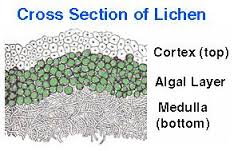 Cross Section of Lichen
Cortex (top)
Algal Layer
Medulla
(bottom)